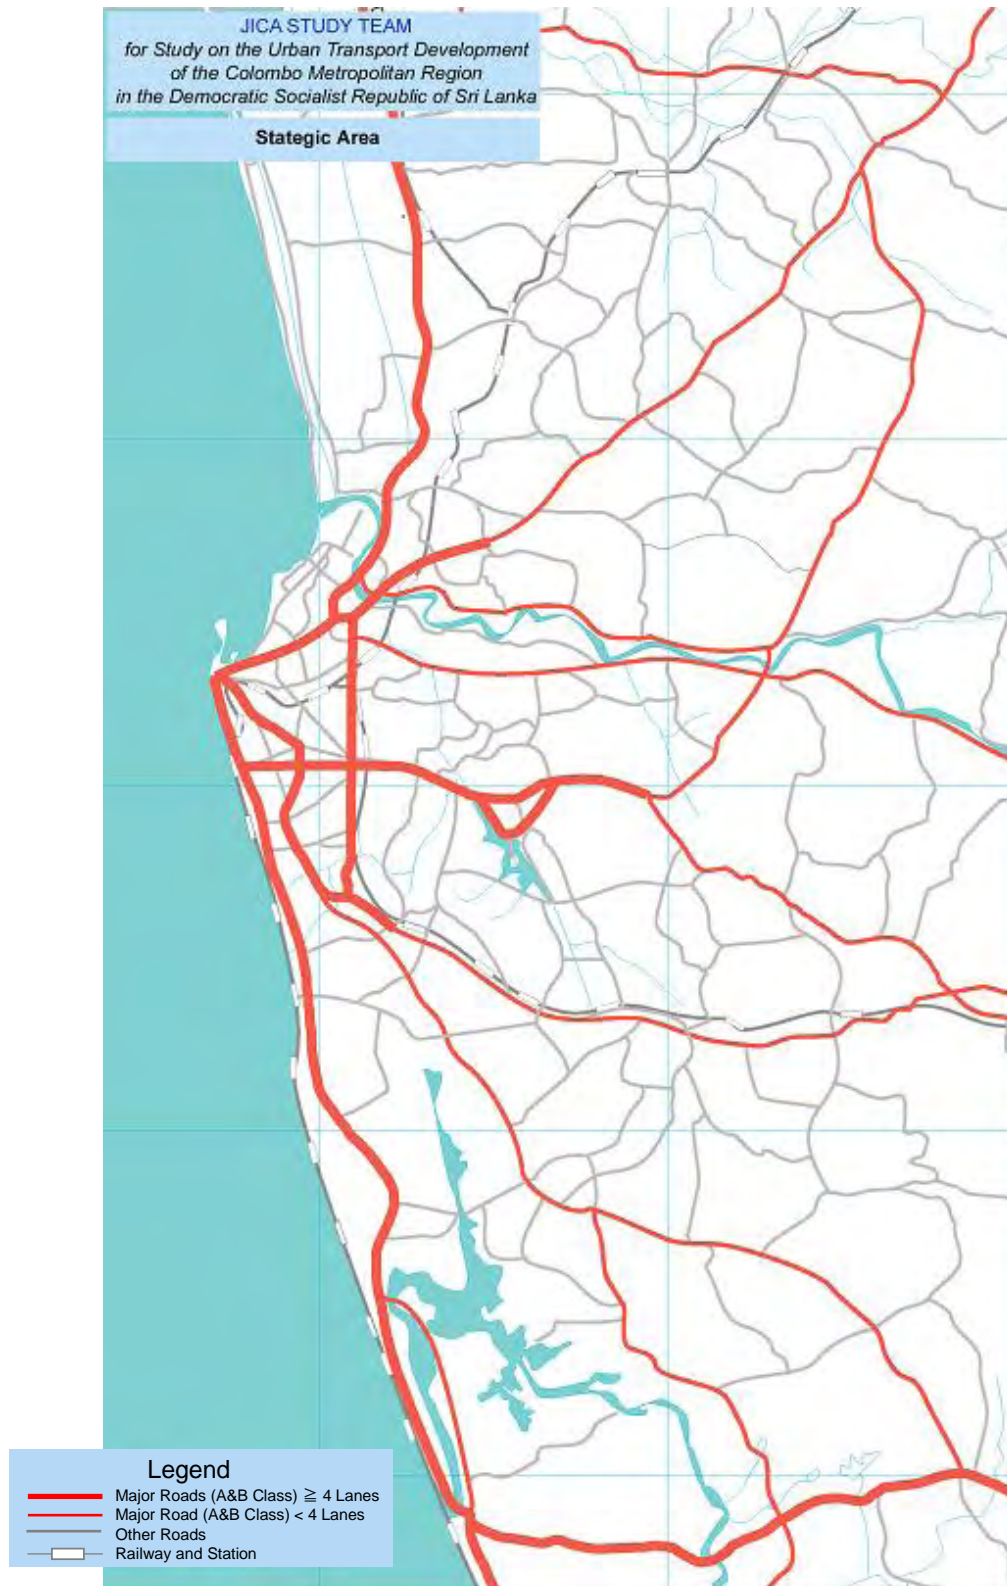 JICA STUDY TEAM
for Study on the Urban Transport Development
of the Colombo Metropolitan Region
in the Democratic Socialist Republic of Sri Lanka
Stategic Area
Legend
Major Roads (A&B Class) ≧ 4 Lanes
Major Road (A&B Class) < 4 Lanes
Other Roads
Railway and Station